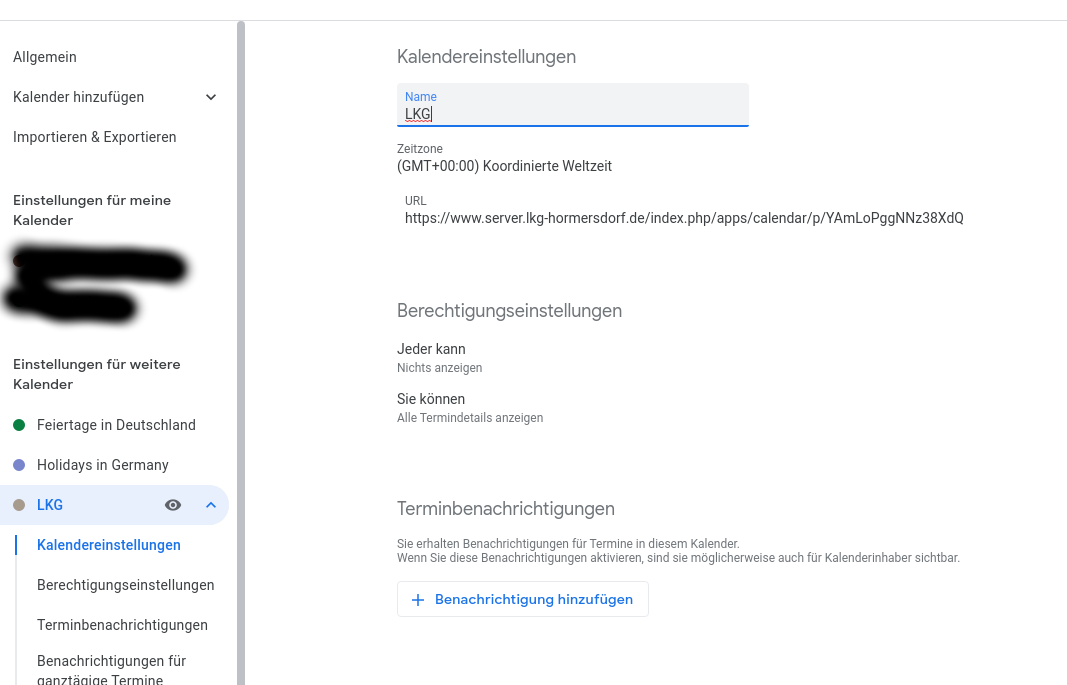 Allgemein
Kalender hinzufügen
Importieren & Exportieren
Einstellungen für meine
Kalender
Einstellungen für weitere
Kalender
Feiertage in Deutschland
Holidays in Germany
LKG
Kalendereinstellungen
Berechtigungseinstellungen
Terminbenachrichtigungen
Benachrichtigungen für
ganztägige Termine
Kalendereinstellungen
Name
LKG
Zeitzone
(GMT+00:00) Koordinierte Weltzeit
URL
https://www.server.lkg-hormersdorf.de/index.php/apps/calendar/p/YAmLoPggNNz38XdQ
Berechtigungseinstellungen
Jeder kann
Nichts anzeigen
Sie können
Alle Termindetails anzeigen
Terminbenachrichtigungen
Sie erhalten Benachrichtigungen für Termine in diesem Kalender.
Wenn Sie diese Benachrichtigungen aktivieren, sind sie möglicherweise auch für Kalenderinhaber sichtbar.
Benachrichtigung hinzufügen